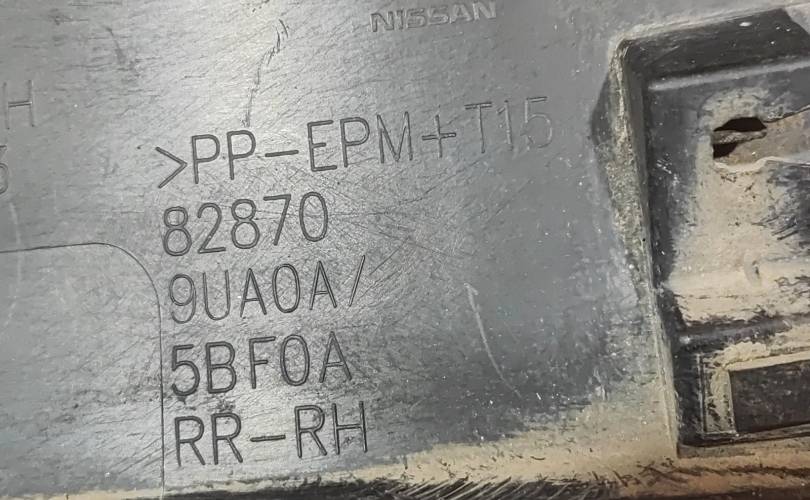 NISSAN
H
>PP-EPM+T15
82870
9UA0A/
5BF0A
RR-RH